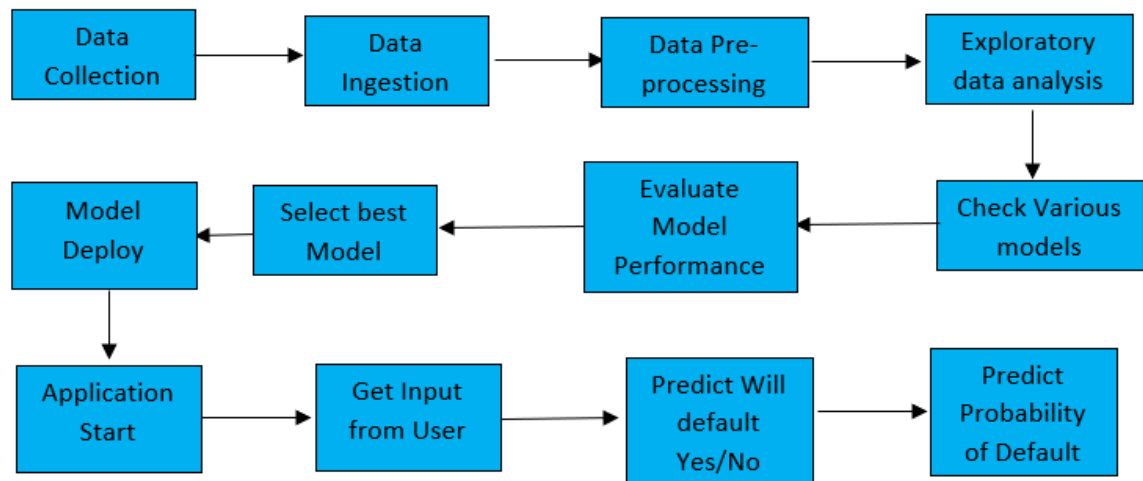 Data
Collection
Data
Ingestion
Data Pre-
processing
Exploratory
data analysis
Check Various
models
Evaluate
Model
Performance
Select best
Model
Model
Deploy
Application
Start
Get Input
from User
Predict Will
default
Yes/No
Predict
Probability
of Default